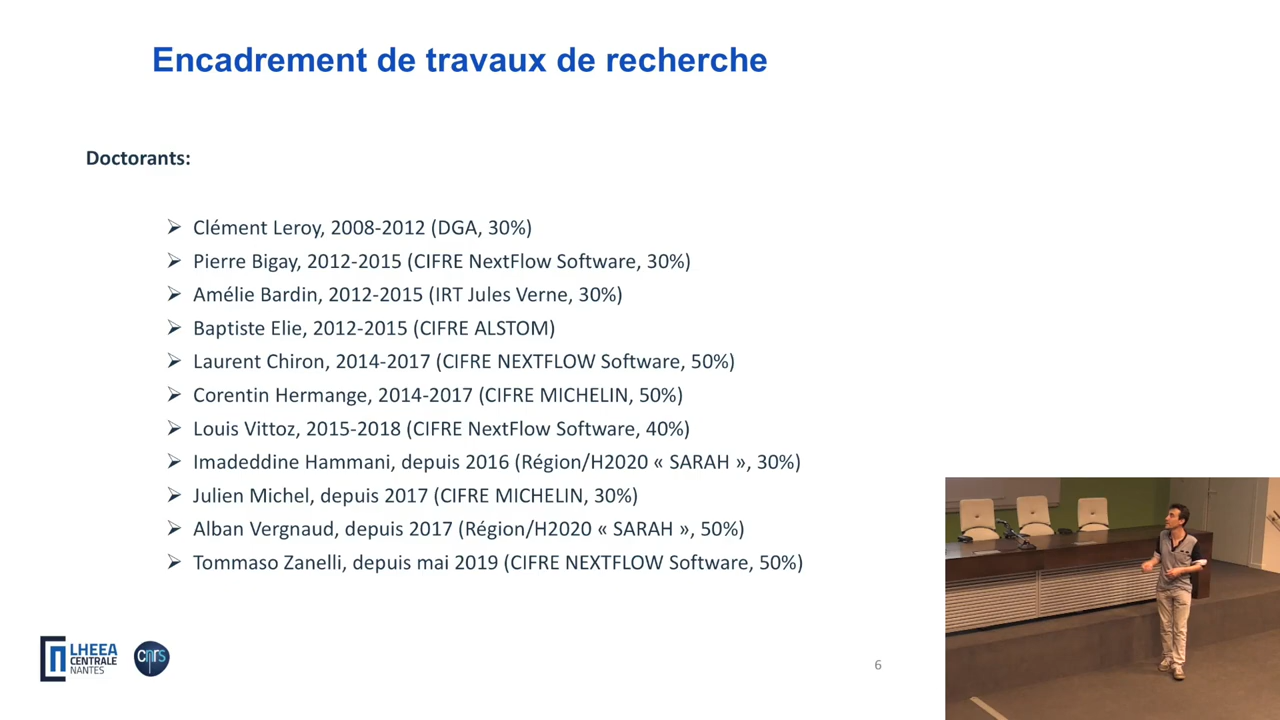 Encadrement de travaux de recherche
Doctorants:
➢ Clément Leroy, 2008-2012 (DGA, 30%)
➢ Pierre Bigay, 2012-2015 (CIFRE NextFlow Software, 30%)
➢ Amélie Bardin, 2012-2015 (IRT Jules Verne, 30%)
➢ Baptiste Elie, 2012-2015 (CIFRE ALSTOM)
➢ Laurent Chiron, 2014-2017 (CIFRE NEXTFLOW Software, 50%)
➢ Corentin Hermange, 2014-2017 (CIFRE MICHELIN, 50%)
➢ Louis Vittoz, 2015-2018 (CIFRE NextFlow Software, 40%)
➢ Imadeddine Hammani, depuis 2016 (Région/H2020 « SARAH », 30%)
➢ Julien Michel, depuis 2017 (CIFRE MICHELIN, 30%)
➢ Alban Vergnaud, depuis 2017 (Région/H2020 « SARAH », 50%)
➢ Tommaso Zanelli, depuis mai 2019 (CIFRE NEXTFLOW Software, 50%)
LHEEA
CENTRALE
NANTES
cnrs
6